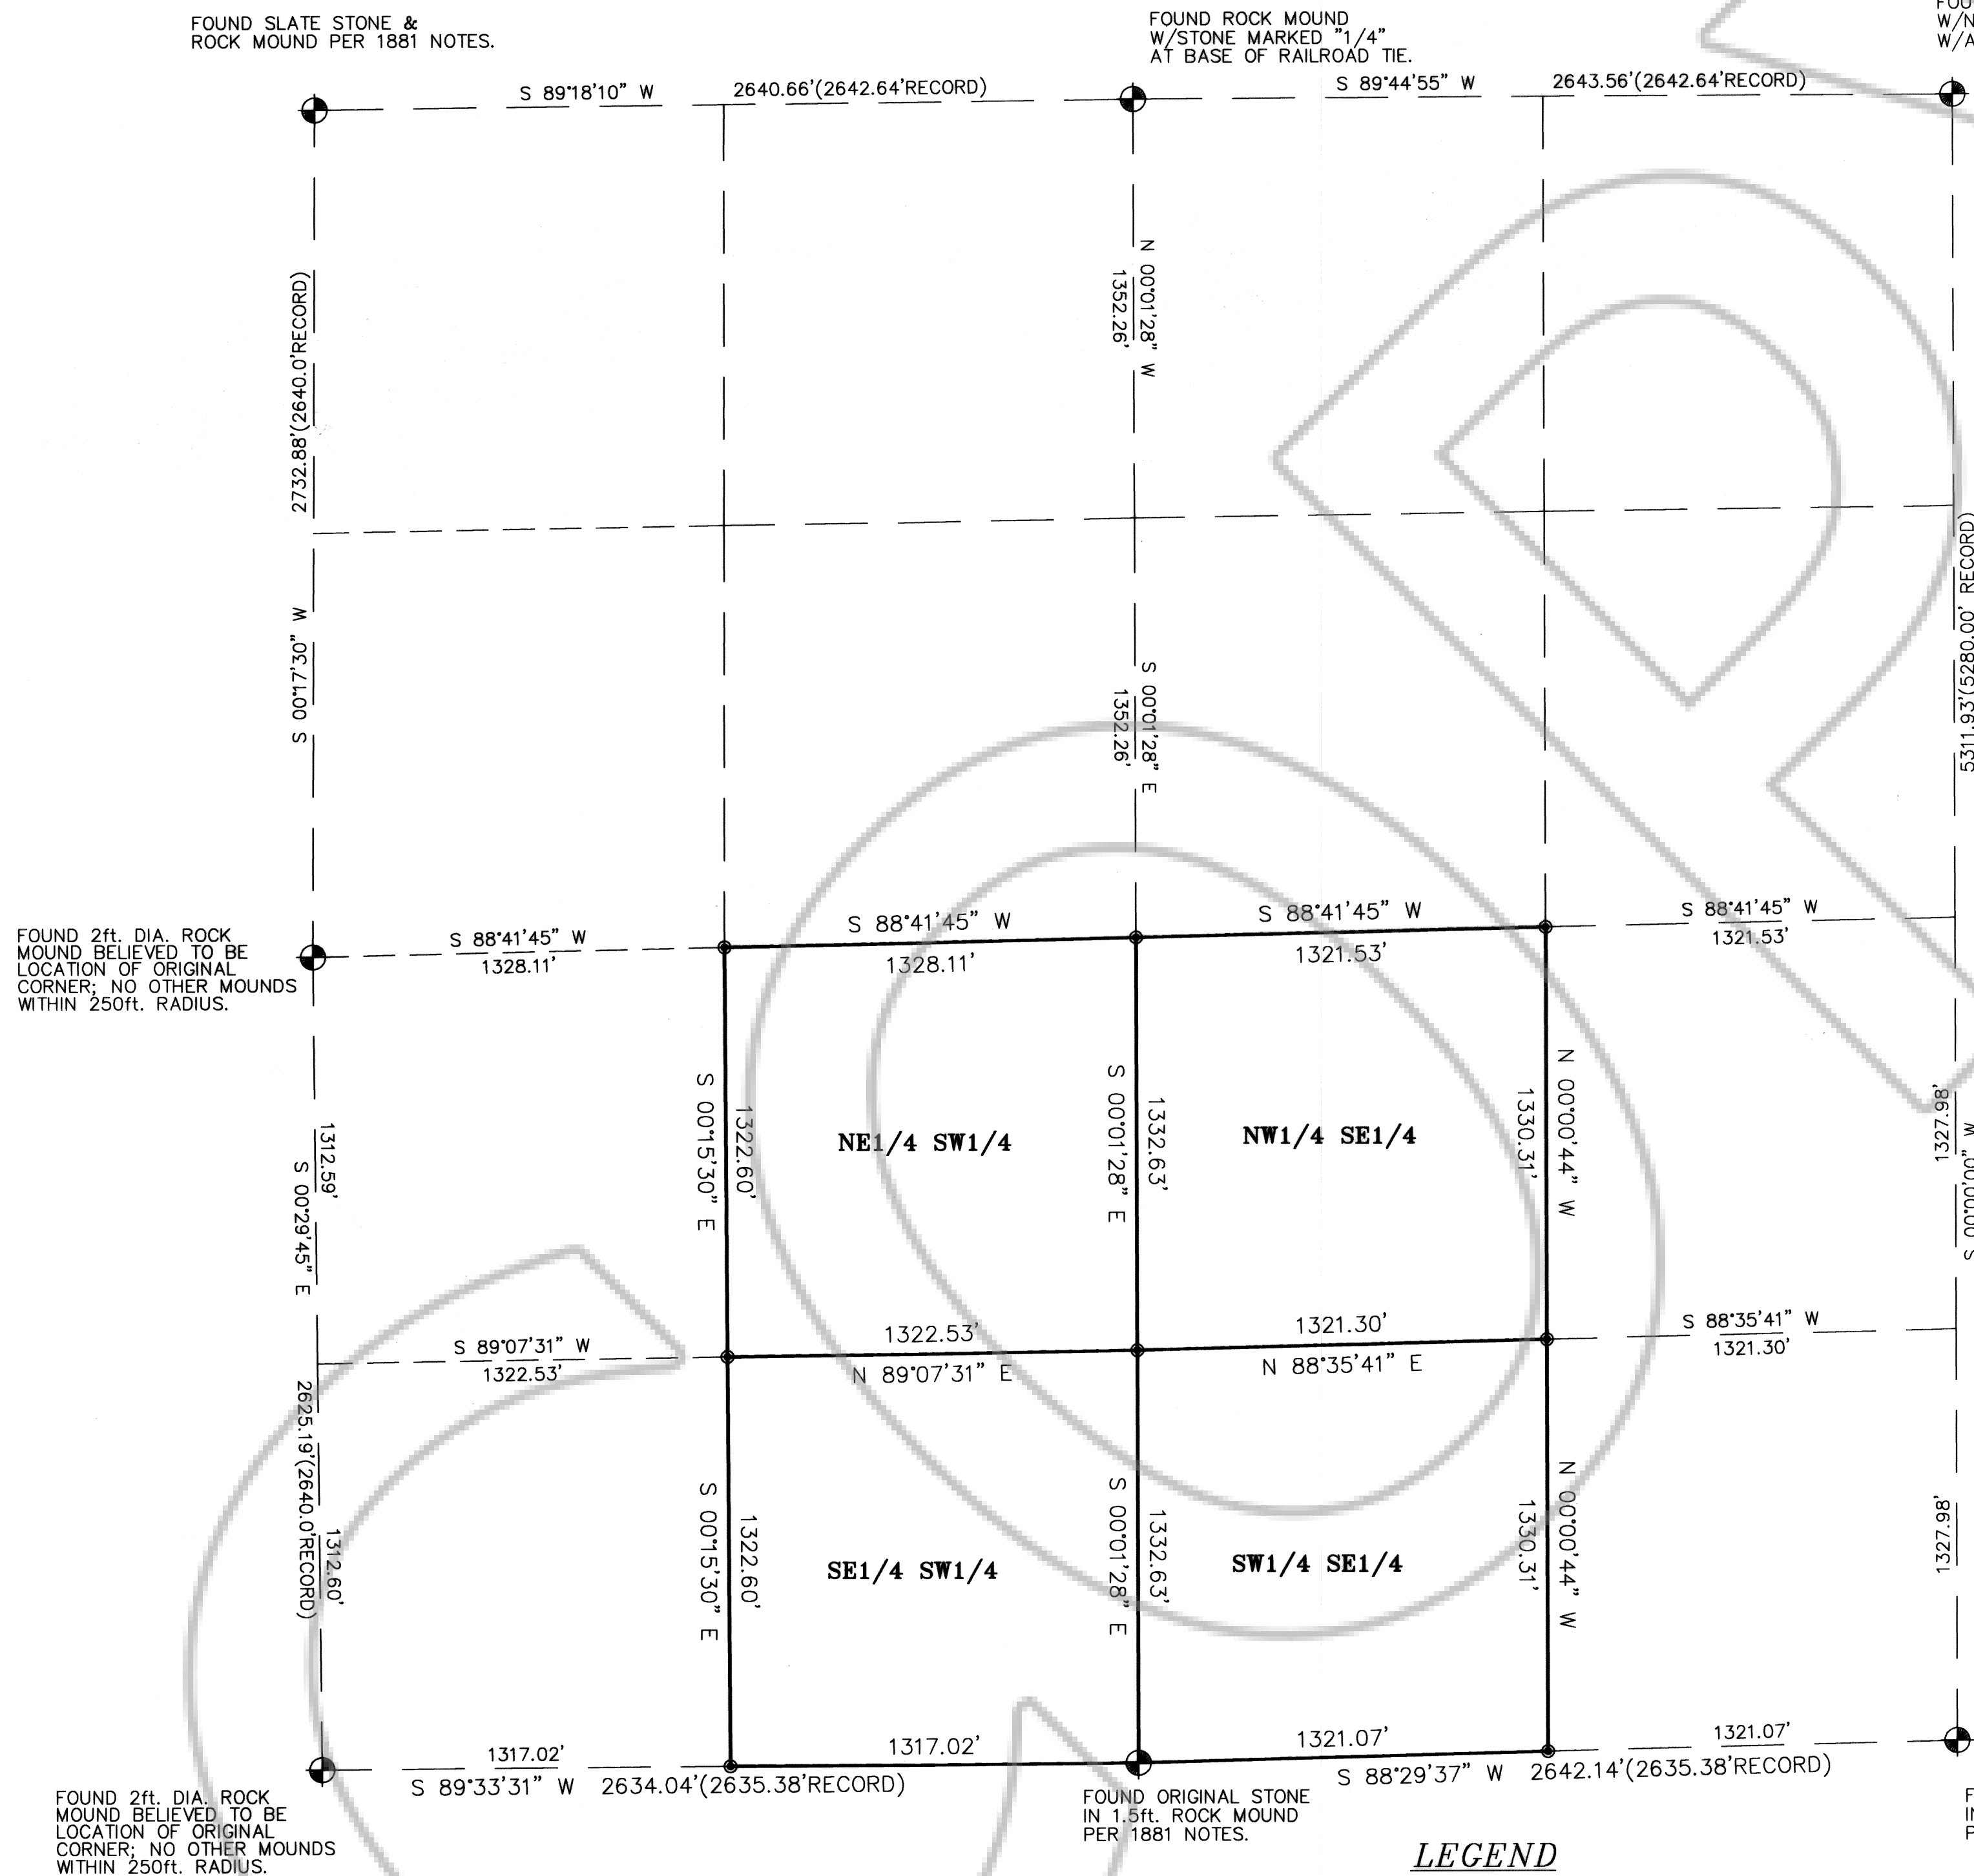 FOUND SLATE STONE &
ROCK MOUND PER 1881 NOTES.
FOUND ROCK MOUND
W/STONE MARKED "1/4"
AT BASE OF RAILROAD TIE.
S 89°18'10" W
2640.66'(2642.64'RECORD)
S 89°44'55" W
2643.56'(2642.64'RECORD)
2732.88'(2640.0'RECORD)
S 00°17'30" W
N 00°01'28" W
1352.26'
S 00°01'28" E
1352.26'
5311.93'(5280.00' RECORD)
FOUND 2ft. DIA. ROCK
MOUND BELIEVED TO BE
LOCATION OF ORIGINAL
CORNER; NO OTHER MOUNDS
WITHIN 250ft. RADIUS.
S 88°41'45" W
1328.11'
S 88°41'45" W
1328.11'
S 88°41'45" W
1321.53'
S 88°41'45" W
1321.53'
1312.59'
S 00°29'45" E
S 00°15'30" E
1322.60'
NE1/4 SW1/4
S 00°01'28" E
1332.63'
NW1/4 SE1/4
1330.31'
N 00°00'44" W
1327.98'
S 89°07'31" W
1322.53'
1322.53'
N 89°07'31" E
1321.30'
N 88°35'41" E
S 88°35'41" W
1321.30'
2625.19'(2640.0'RECORD)
1312.60'
S 00°15'30" E
1322.60'
SE1/4 SW1/4
S 00°01'28" E
1332.63'
SW1/4 SE1/4
1330.31'
N 00°00'44" W
1327.98'
1317.02'
S 89°33'31" W
2634.04'(2635.38'RECORD)
1317.02'
1321.07'
S 88°29'37" W
2642.14'(2635.38'RECORD)
1321.07'
FOUND 2ft. DIA. ROCK
MOUND BELIEVED TO BE
LOCATION OF ORIGINAL
CORNER; NO OTHER MOUNDS
WITHIN 250ft. RADIUS.
FOUND ORIGINAL STONE
IN 1.5ft. ROCK MOUND
PER 1881 NOTES.
LEGEND